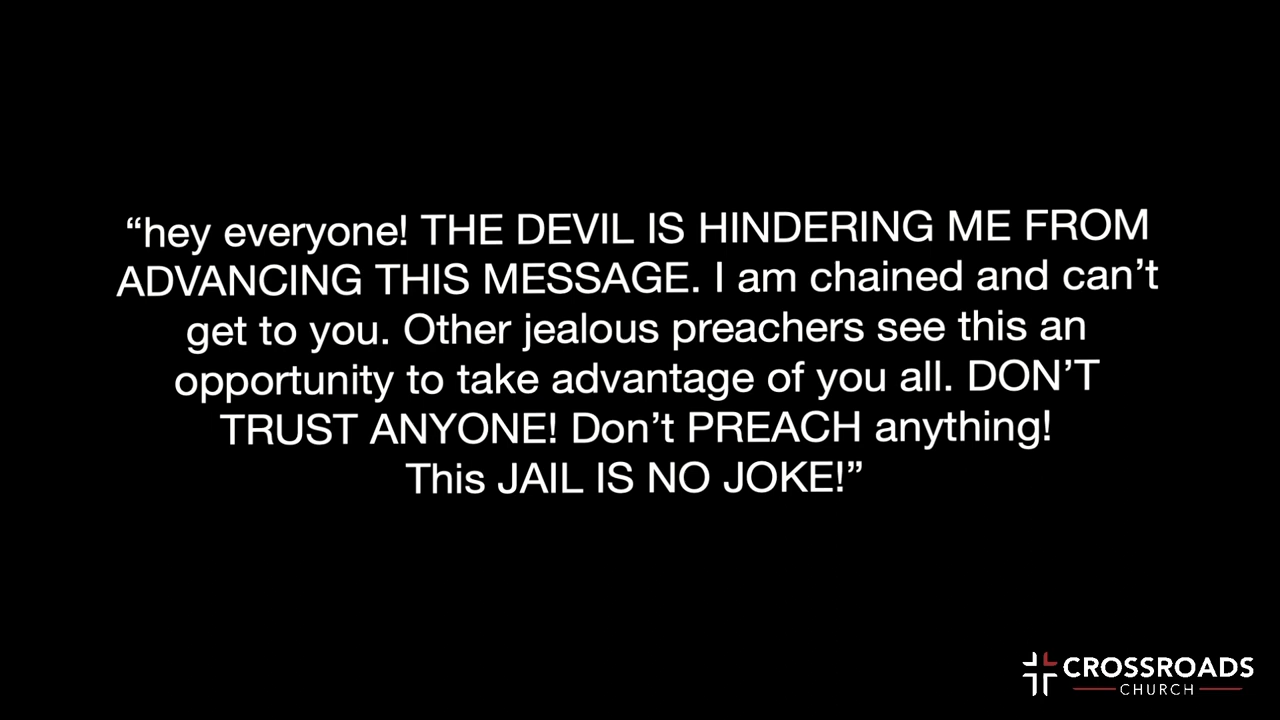 “hey everyone! THE DEVIL IS HINDERING ME FROM
ADVANCING THIS MESSAGE. I am chained and can’t
get to you. Other jealous preachers see this an
opportunity to take advantage of you all. DON’T
TRUST ANYONE! Don’t PREACH anything!
This JAIL IS NO JOKE!”
CROSSROADS
CHURCH